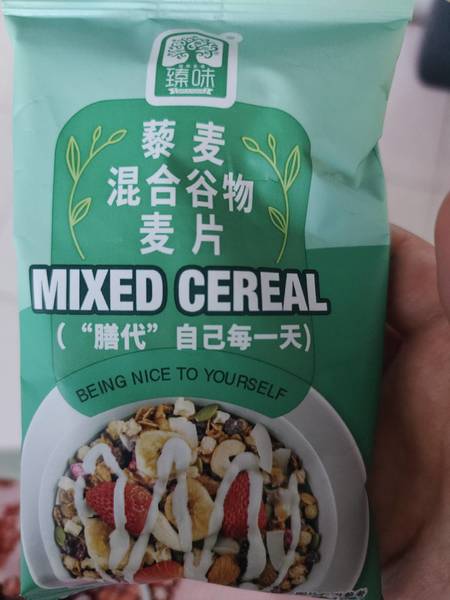 臻味
藜麦
混合谷物
麦片
MIXED CEREAL
(“膳代”自己每一天)
BEING NICE TO YOURSELF